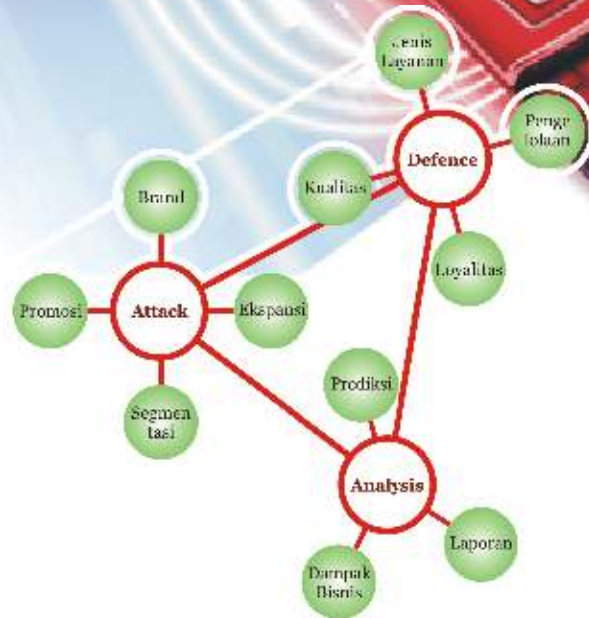 Jenis
Layanan
Penge
lolaan
Defence
Kualitas
Brand
Loyalitas
Promosi
Attack
Ekspansi
Prediksi
Segmen
tasi
Analysis
Laporan
Dampak
Bisnis